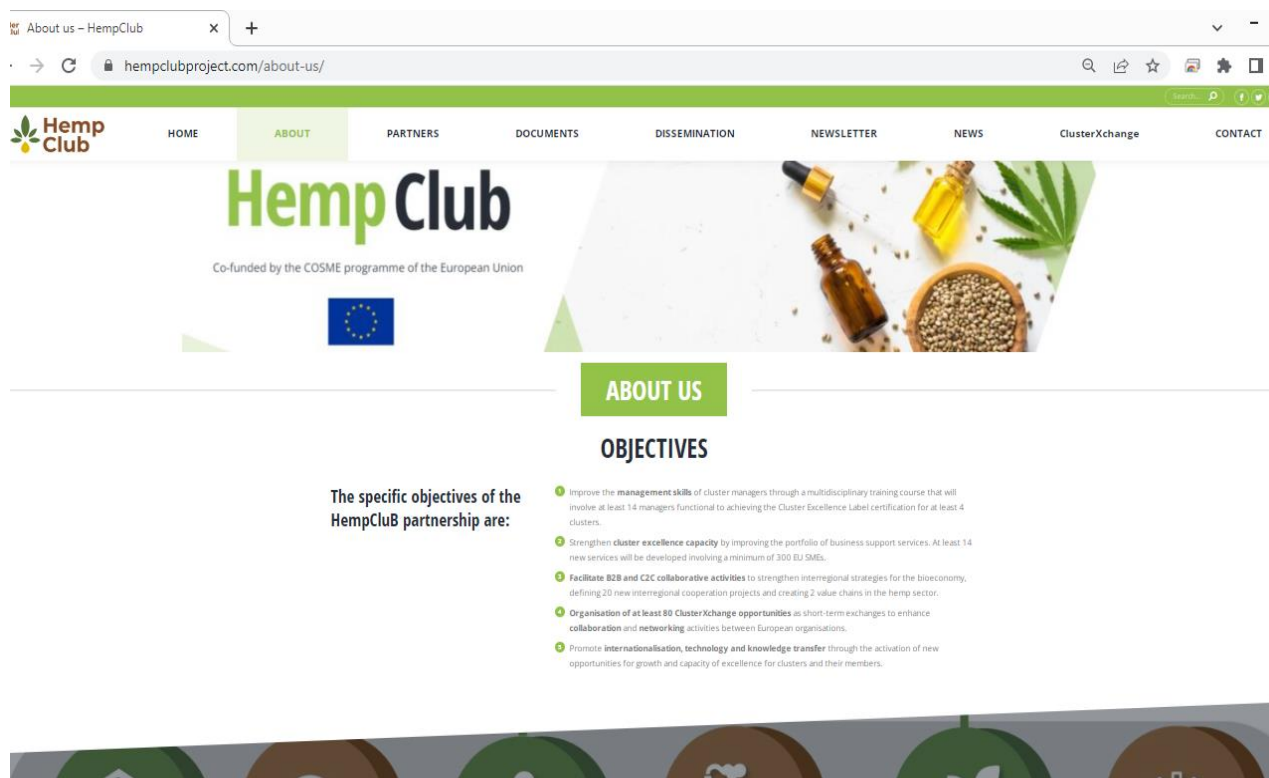 About us – HempClub
hempclubproject.com/about-us/
Search...
Hemp
Club
HOME
ABOUT
PARTNERS
DOCUMENTS
DISSEMINATION
NEWSLETTER
NEWS
ClusterXchange
CONTACT
Hemp Club
Co-funded by the COSME programme of the European Union
ABOUT US
OBJECTIVES
The specific objectives of the
HempCluB partnership are:
1 Improve the management skills of cluster managers through a multidisciplinary training course that will
involve at least 14 managers functional to achieving the Cluster Excellence Label certification for at least 4
clusters.
2 Strengthen cluster excellence capacity by improving the portfolio of business support services. At least 14
new services will be developed involving a minimum of 300 EU SMEs.
3 Facilitate B2B and C2C collaborative activities to strengthen interregional strategies for the bioeconomy,
defining 20 new interregional cooperation projects and creating 2 value chains in the hemp sector.
4 Organisation of at least 80 ClusterXchange opportunities as short-term exchanges to enhance
collaboration and networking activities between European organisations.
5 Promote internationalisation, technology and knowledge transfer through the activation of new
opportunities for growth and capacity of excellence for clusters and their members.